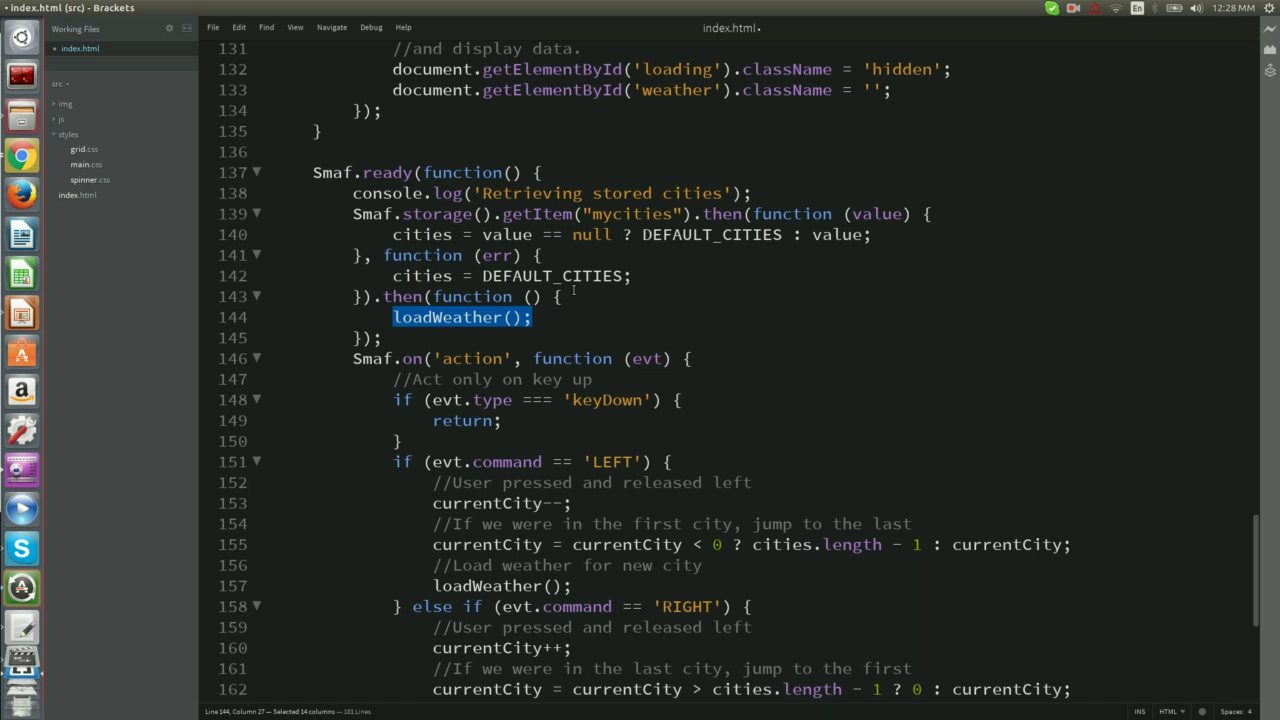 • index.html (src) - Brackets
En
12:28 MM
Working Files
• index.html
src
img
js
styles
grid.css
main.css
spinner.css
index.html
File Edit Find View Navigate Debug Help
index.html •
131 //and display data.
132 document.getElementById('loading').className = 'hidden';
133 document.getElementById('weather').className = '';
134 });
135 }
136
137 Smaf.ready(function() {
138 console.log('Retrieving stored cities');
139 Smaf.storage().getItem("mycities").then(function (value) {
140 cities = value == null ? DEFAULT_CITIES : value;
141 }, function (err) {
142 cities = DEFAULT_CITIES;
143 }).then(function () {
144 loadWeather();
145 });
146 Smaf.on('action', function (evt) {
147 //Act only on key up
148 if (evt.type === 'keyDown') {
149 return;
150 }
151 if (evt.command == 'LEFT') {
152 //User pressed and released left
153 currentCity--;
154 //If we were in the first city, jump to the last
155 currentCity = currentCity < 0 ? cities.length - 1 : currentCity;
156 //Load weather for new city
157 loadWeather();
158 } else if (evt.command == 'RIGHT') {
159 //User pressed and released left
160 currentCity++;
161 //If we were in the last city, jump to the first
162 currentCity = currentCity > cities.length - 1 ? 0 : currentCity;
Line 144, Column 27 — Selected 14 columns — 181 Lines
INS HTML Spaces: 4